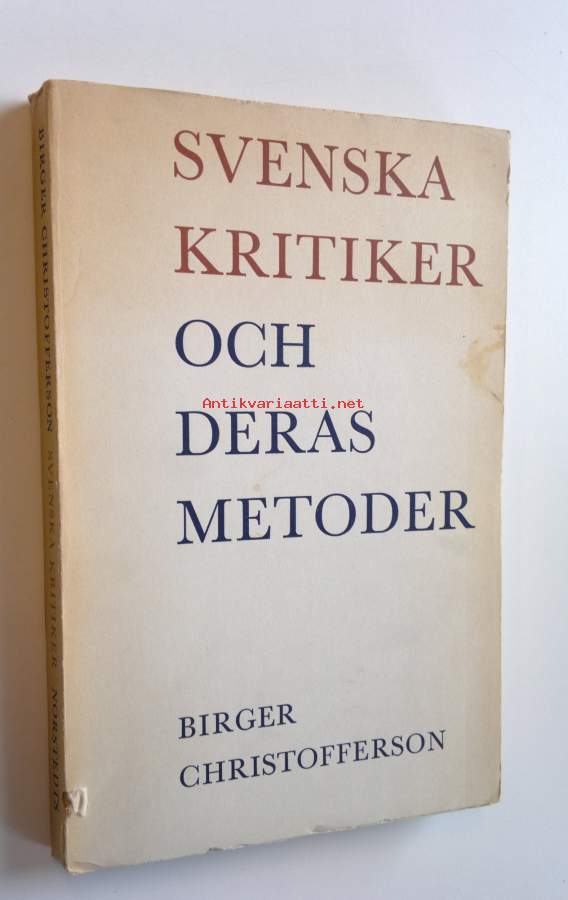 SVENSKA
KRITIKER
OCH
Antikvariaatti.net
DERAS
METODER
BIRGER
CHRISTOFFERSON
BIRGER CHRISTOFFERSON SVENSKA KRITIKER NORSTEDTS